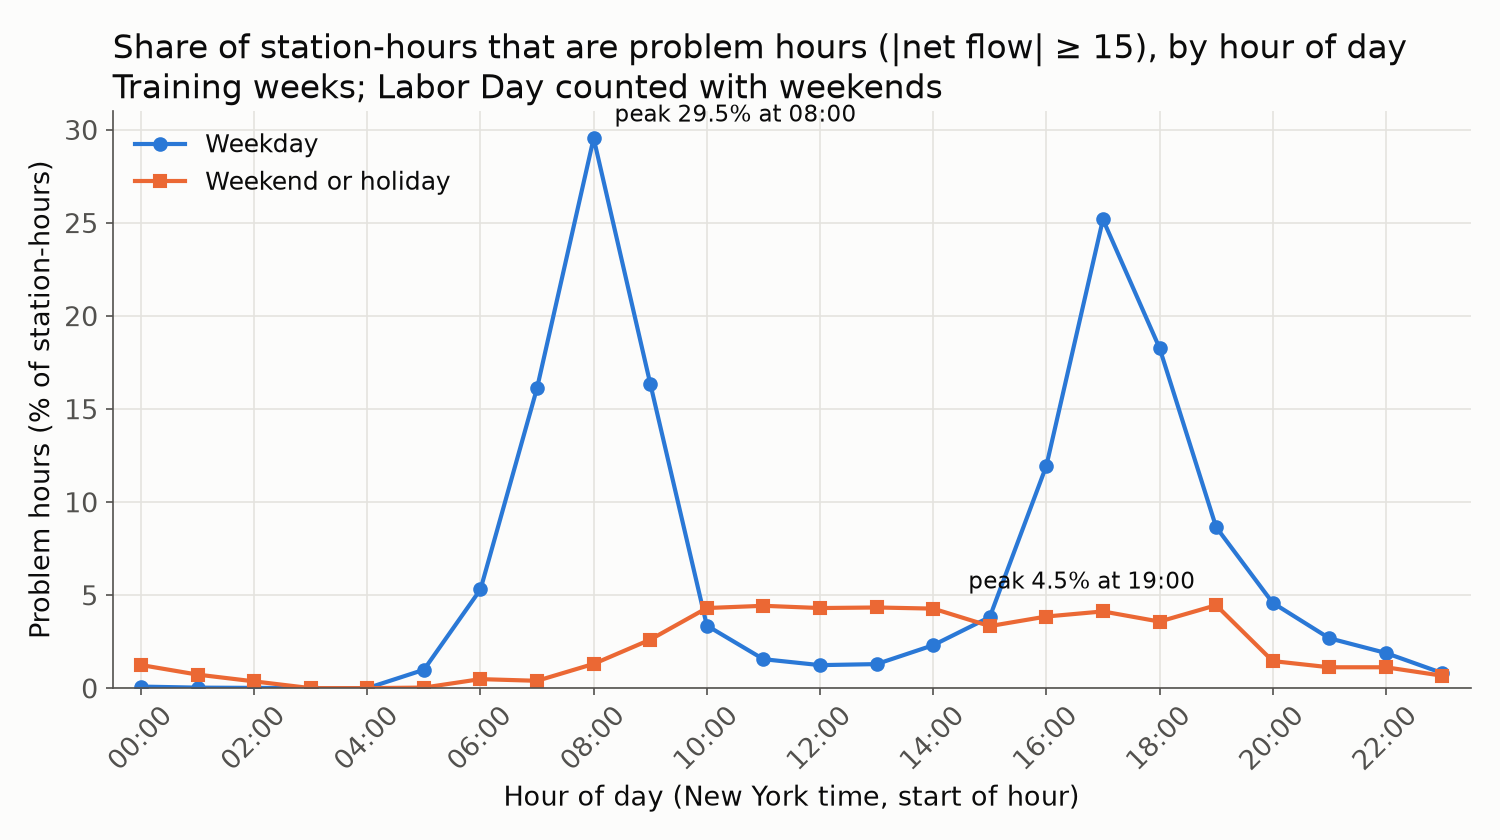 Share of station-hours that are problem hours (|net flow| ≥ 15), by hour of day
Training weeks; Labor Day counted with weekends
peak 29.5% at 08:00
Weekday
Weekend or holiday
peak 4.5% at 19:00
Problem hours (% of station-hours)
30
25
20
15
10
5
0
00:00
02:00
04:00
06:00
08:00
10:00
12:00
14:00
16:00
18:00
20:00
22:00
Hour of day (New York time, start of hour)